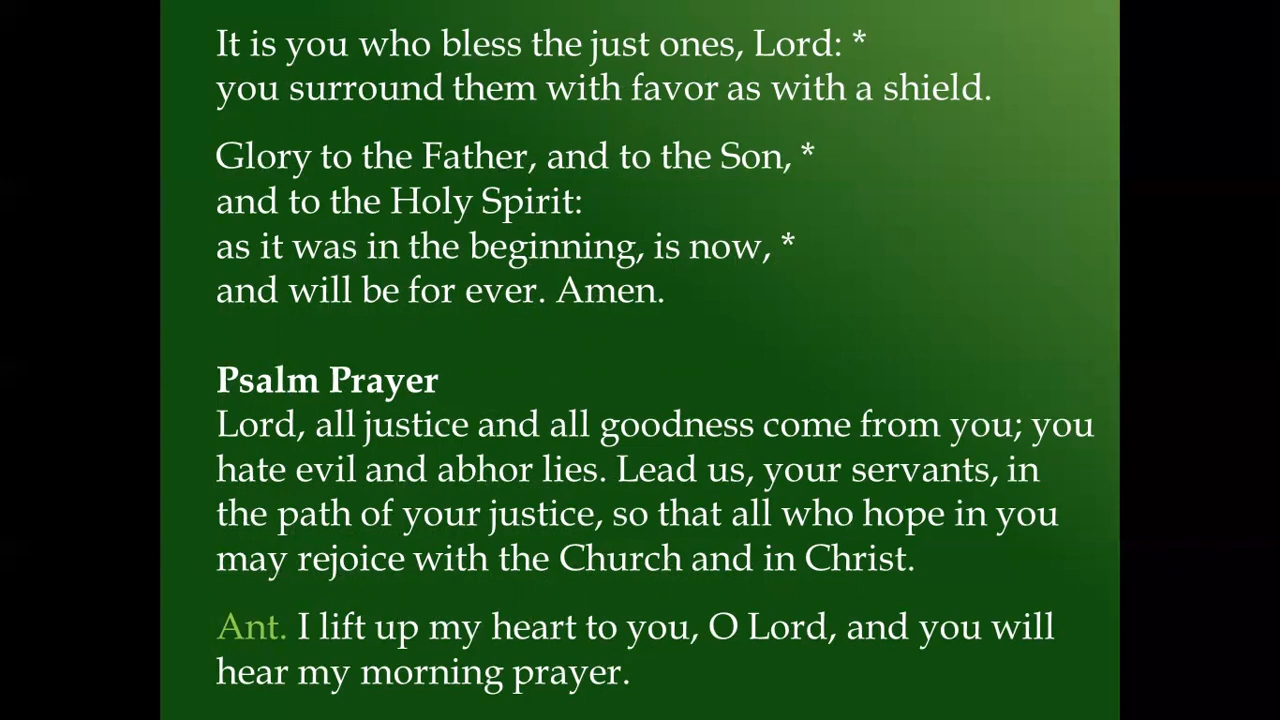 It is you who bless the just ones, Lord: *
you surround them with favor as with a shield.
Glory to the Father, and to the Son, *
and to the Holy Spirit:
as it was in the beginning, is now, *
and will be for ever. Amen.
Psalm Prayer
Lord, all justice and all goodness come from you; you
hate evil and abhor lies. Lead us, your servants, in
the path of your justice, so that all who hope in you
may rejoice with the Church and in Christ.
Ant. I lift up my heart to you, O Lord, and you will
hear my morning prayer.